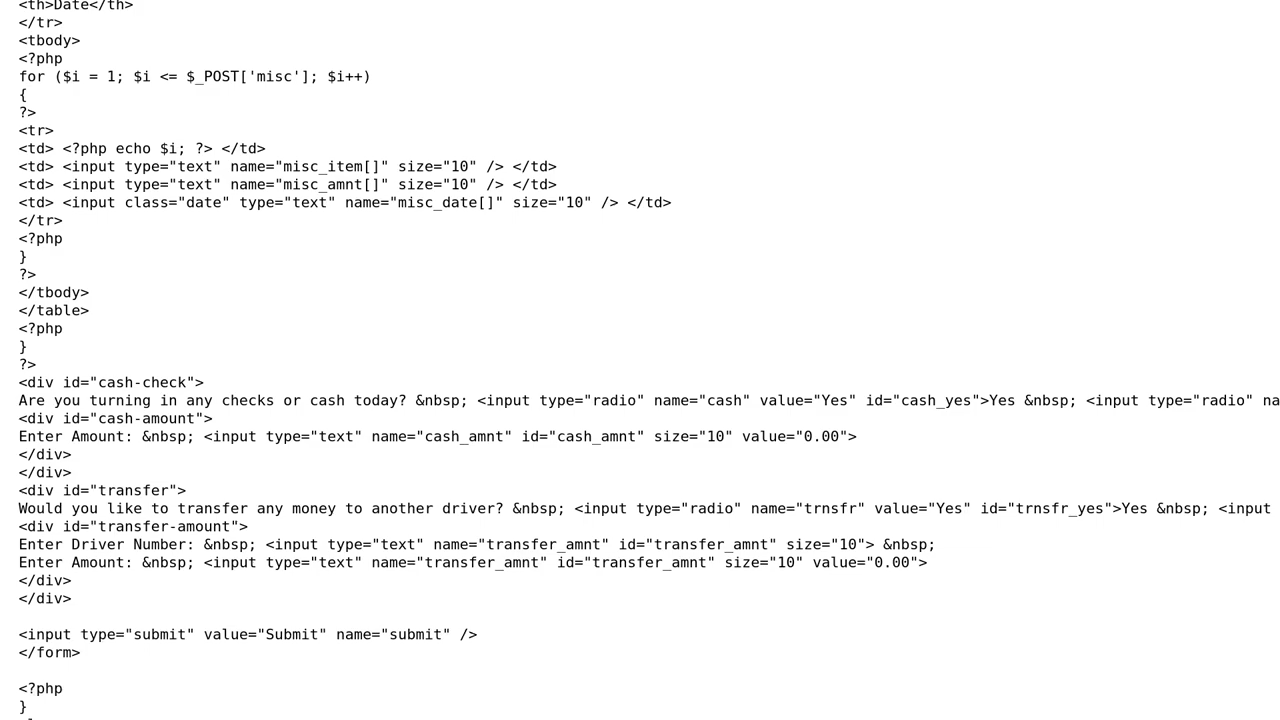 <th>Date</th>
</tr>
<tbody>
<?php
for ($i = 1; $i <= $_POST['misc']; $i++)
{
?>
<tr>
<td> <?php echo $i; ?> </td>
<td> <input type="text" name="misc_item[]" size="10" /> </td>
<td> <input type="text" name="misc_amnt[]" size="10" /> </td>
<td> <input class="date" type="text" name="misc_date[]" size="10" /> </td>
</tr>
<?php
}
?>
</tbody>
</table>
<?php
}
?>
<div id="cash-check">
Are you turning in any checks or cash today? &nbsp; <input type="radio" name="cash" value="Yes" id="cash_yes">Yes &nbsp; <input type="radio" na
<div id="cash-amount">
Enter Amount: &nbsp; <input type="text" name="cash_amnt" id="cash_amnt" size="10" value="0.00">
</div>
</div>
<div id="transfer">
Would you like to transfer any money to another driver? &nbsp; <input type="radio" name="trnsfr" value="Yes" id="trnsfr_yes">Yes &nbsp; <input
<div id="transfer-amount">
Enter Driver Number: &nbsp; <input type="text" name="transfer_amnt" id="transfer_amnt" size="10"> &nbsp;
Enter Amount: &nbsp; <input type="text" name="transfer_amnt" id="transfer_amnt" size="10" value="0.00">
</div>
</div>

<input type="submit" value="Submit" name="submit" />
</form>

<?php
}